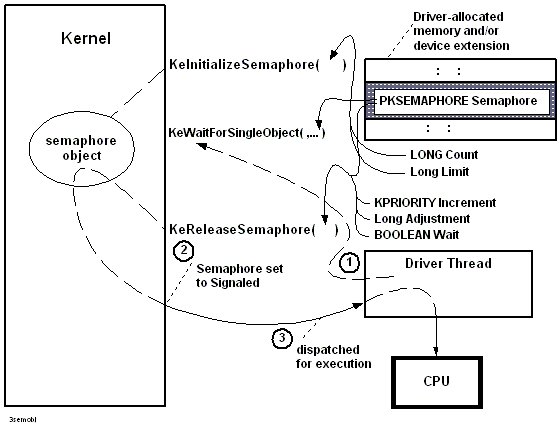 Kernel
Driver-allocated
memory and/or
device extension
KeInitializeSemaphore( )
: :
PKSEMAPHORE Semaphore
: :
semaphore
object
KeWaitForSingleObject( ,.... )
LONG Count
Long Limit
KPRIORITY Increment
Long Adjustment
BOOLEAN Wait
KeReleaseSemaphore( )
2
1
Semaphore set
to Signaled
Driver Thread
3
dispatched
for execution
CPU
3semobj